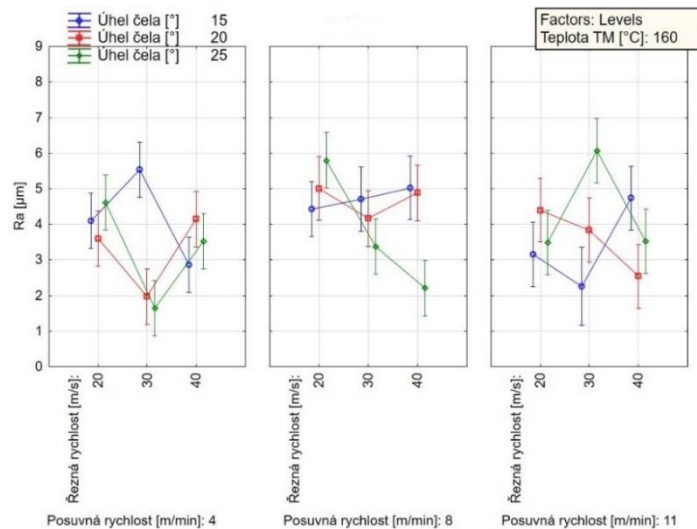 Úhel čela [°] 15
Úhel čela [°] 20
Úhel čela [°] 25
Factors: Levels
Teplota TM [°C]: 160
Ra [µm]
9
8
7
6
5
4
3
2
1
0
Řezná rychlost [m/s]: 20 30 40
Řezná rychlost [m/s]: 20 30 40
Řezná rychlost [m/s]: 20 30 40
Posuvná rychlost [m/min]: 4
Posuvná rychlost [m/min]: 8
Posuvná rychlost [m/min]: 11